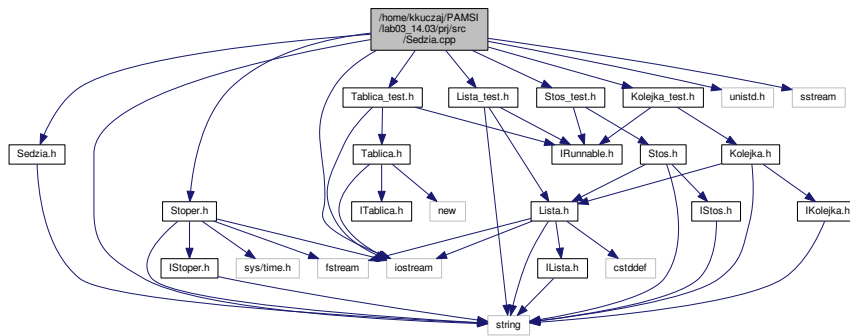 /home/kkuczaj/PAMSI
/lab03_14.03/prj/src
/Sedzia.cpp
Tablica_test.h
Lista_test.h
Stos_test.h
Kolejka_test.h
unistd.h
sstream
Sedzia.h
Tablica.h
IRunnable.h
Stos.h
Kolejka.h
Stoper.h
ITablica.h
new
Lista.h
IStos.h
IKolejka.h
IStoper.h
sys/time.h
fstream
iostream
ILista.h
cstddef
string